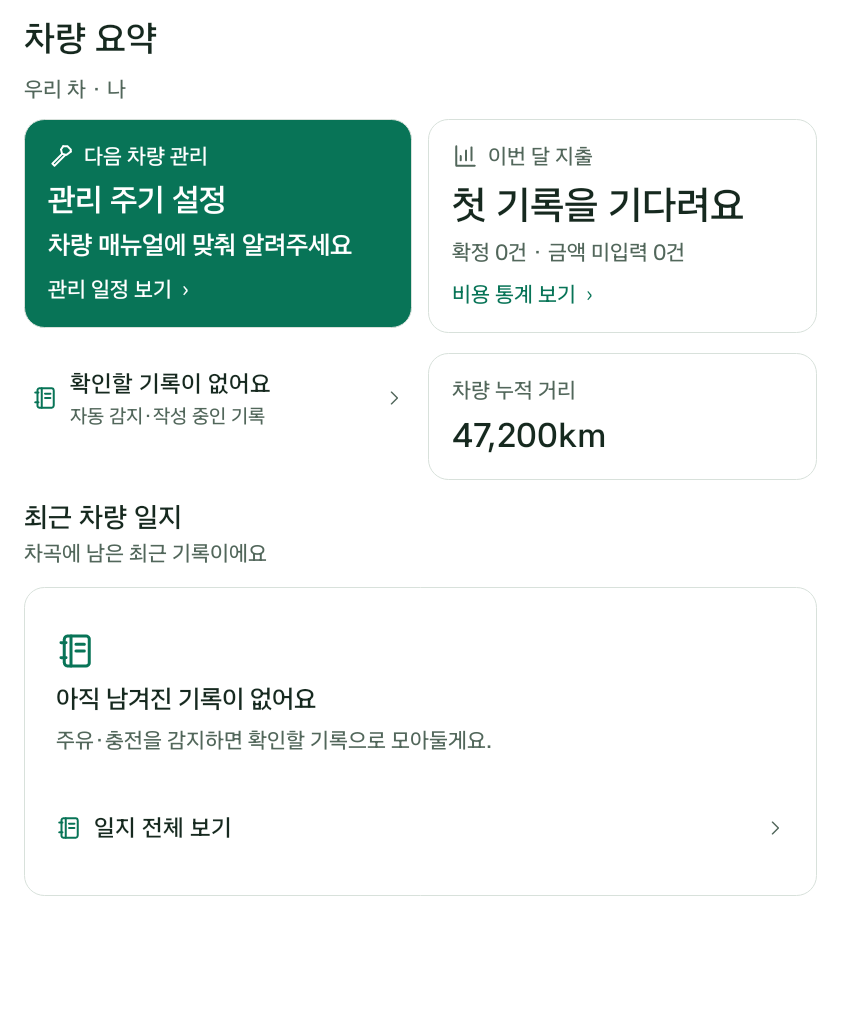 차량 요약
우리 차 · 나
다음 차량 관리
관리 주기 설정
차량 매뉴얼에 맞춰 알려주세요
관리 일정 보기 ›
이번 달 지출
첫 기록을 기다려요
확정 0건 · 금액 미입력 0건
비용 통계 보기 ›
확인할 기록이 없어요
자동 감지·작성 중인 기록
차량 누적 거리
47,200km
최근 차량 일지
차곡에 남은 최근 기록이에요
아직 남겨진 기록이 없어요
주유·충전을 감지하면 확인할 기록으로 모아둘게요.
일지 전체 보기